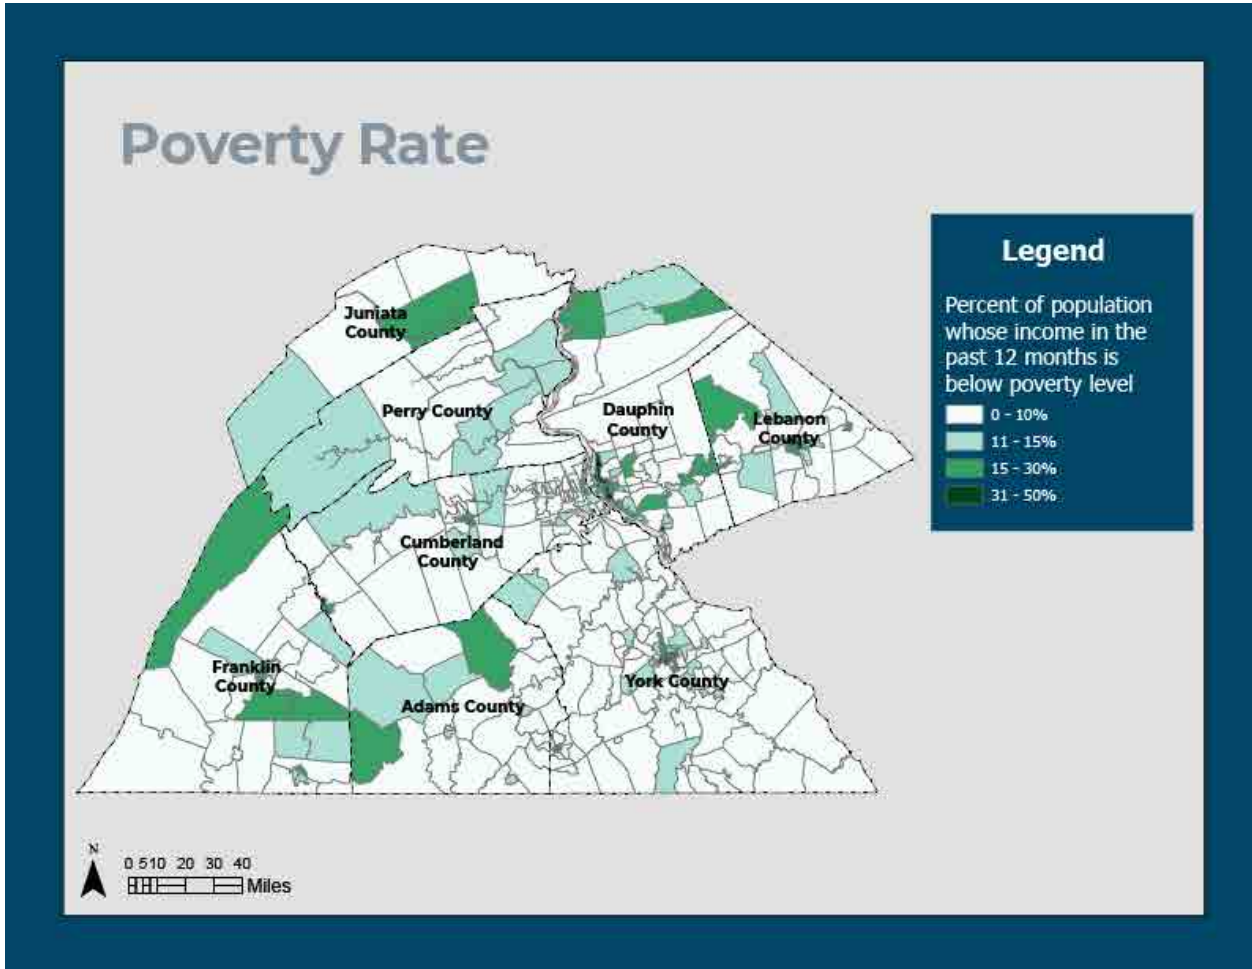 Poverty Rate
Legend
Percent of population
whose income in the
past 12 months is
below poverty level
0 - 10%
11 - 15%
15 - 30%
31 - 50%
Juniata
County
Perry County
Dauphin
County
Lebanon
County
Cumberland
County
Franklin
County
Adams County
York County
N
0 5 10 20 30 40
Miles